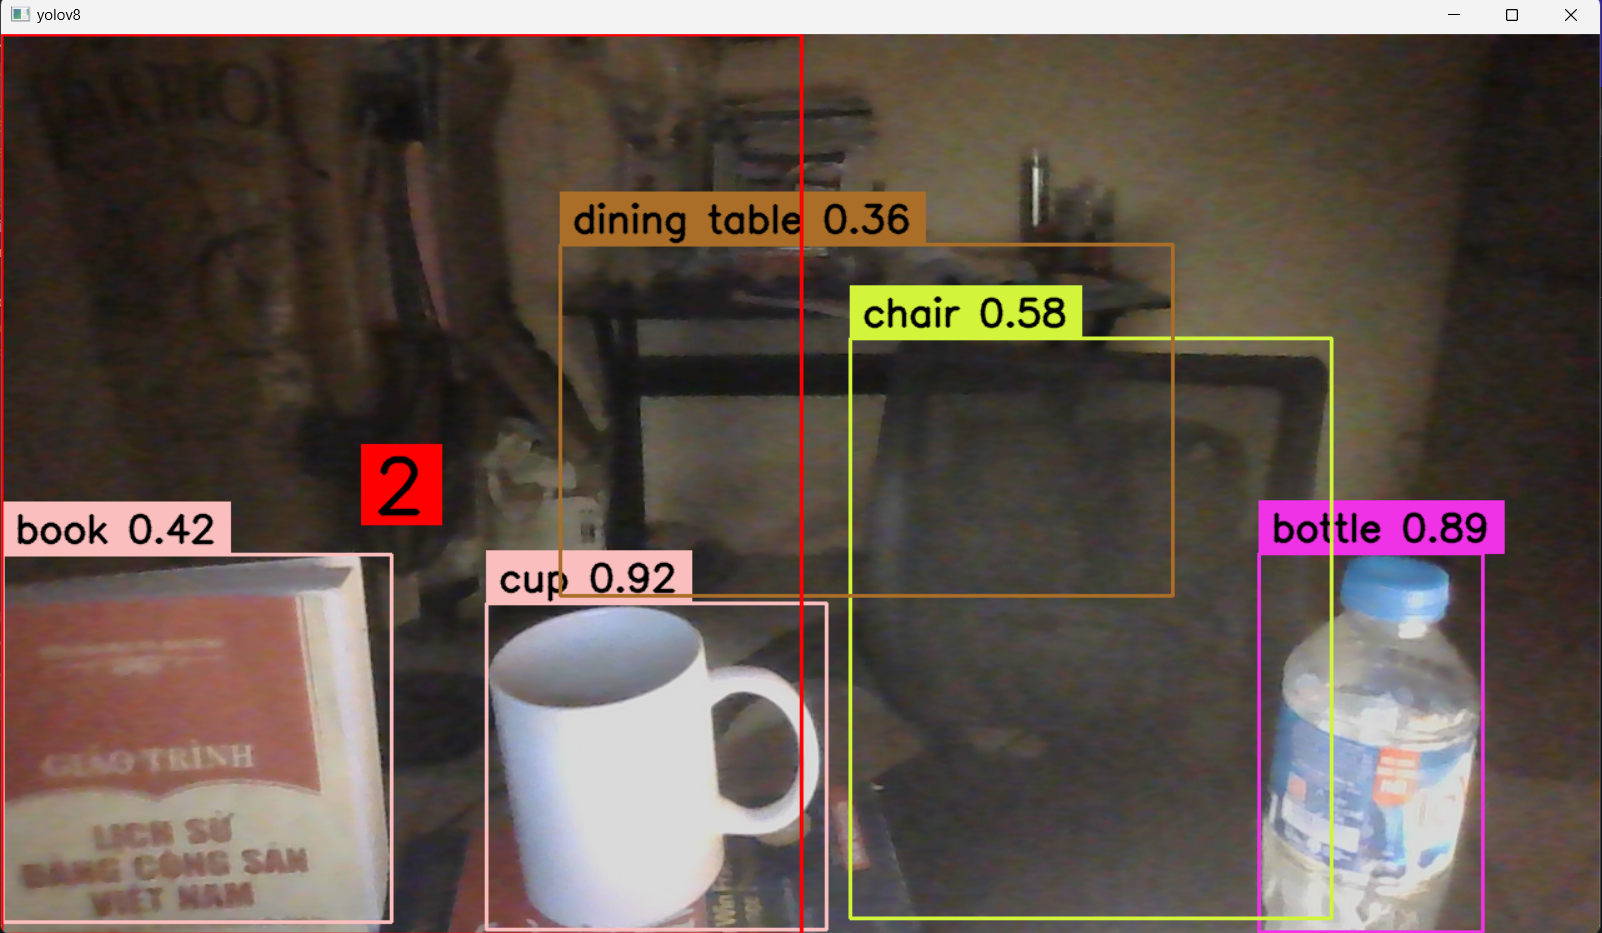 yolov8
dining table 0.36
chair 0.58
2
book 0.42
bottle 0.89
cup 0.92
GIÁO TRÌNH
LỊCH SỬ
ĐẢNG CỘNG SẢN
VIỆT NAM